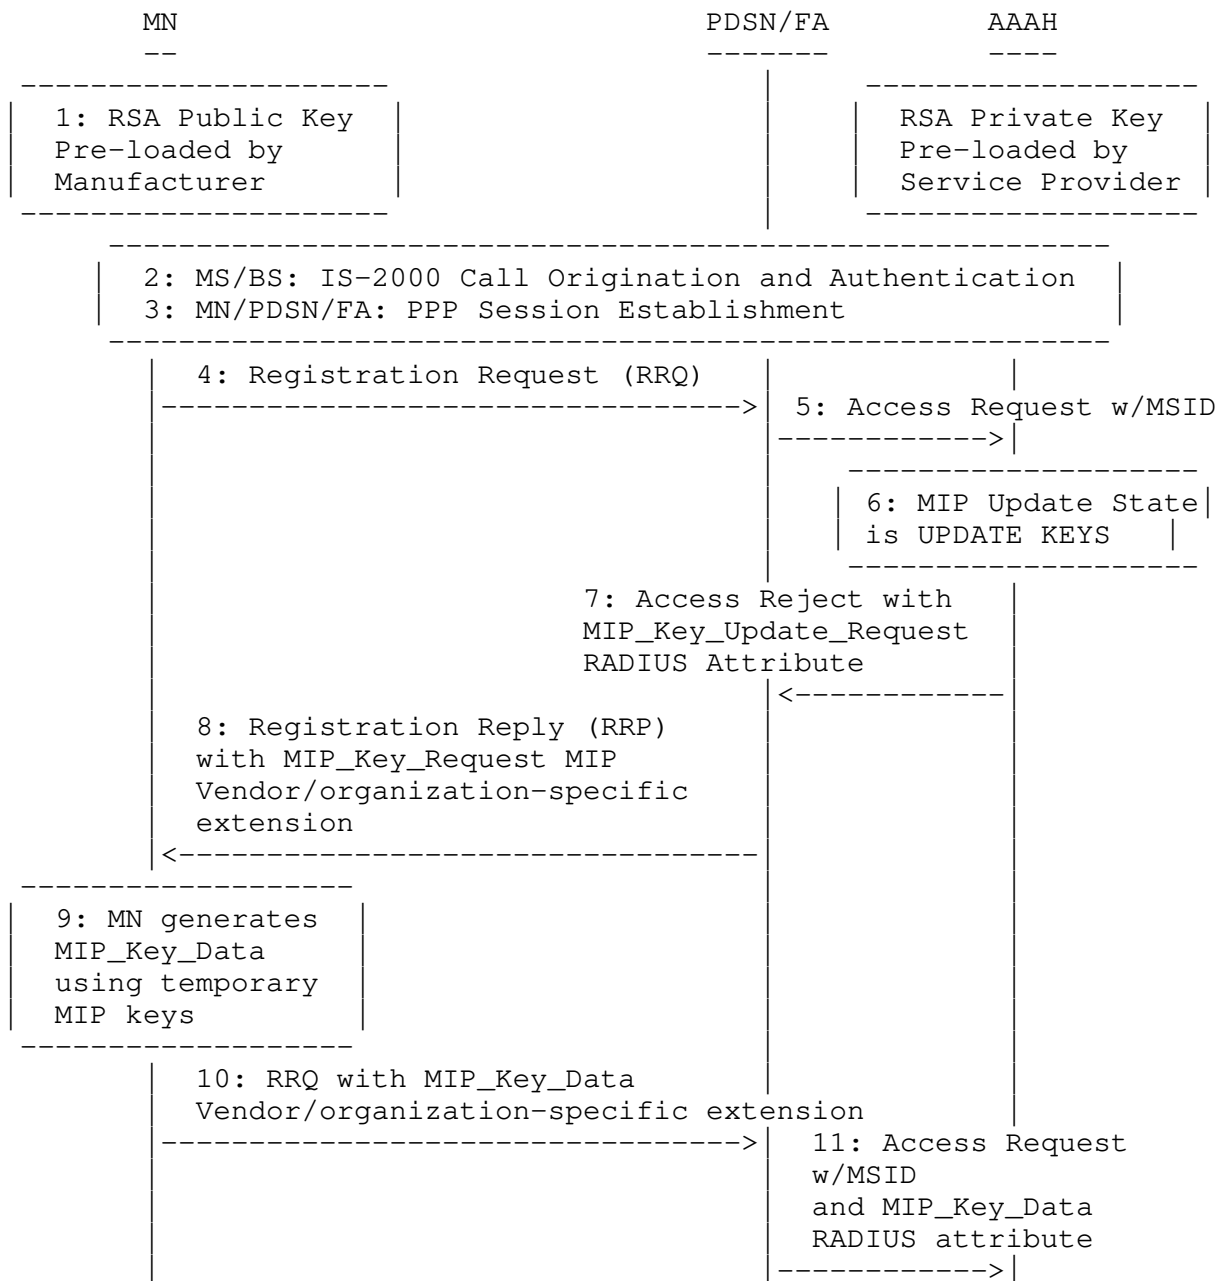 MN PDSN/FA AAAH
1: RSA Public Key RSA Private Key
Pre-loaded by Pre-loaded by
Manufacturer Service Provider
2: MS/BS: IS-2000 Call Origination and Authentication
3: MN/PDSN/FA: PPP Session Establishment
4: Registration Request (RRQ)
5: Access Request w/MSID
6: MIP Update State
is UPDATE KEYS
7: Access Reject with
MIP_Key_Update_Request
RADIUS Attribute
8: Registration Reply (RRP)
with MIP_Key_Request MIP
Vendor/organization-specific
extension
9: MN generates
MIP_Key_Data
using temporary
MIP keys
10: RRQ with MIP_Key_Data
Vendor/organization-specific extension
11: Access Request
w/MSID
and MIP_Key_Data
RADIUS attribute